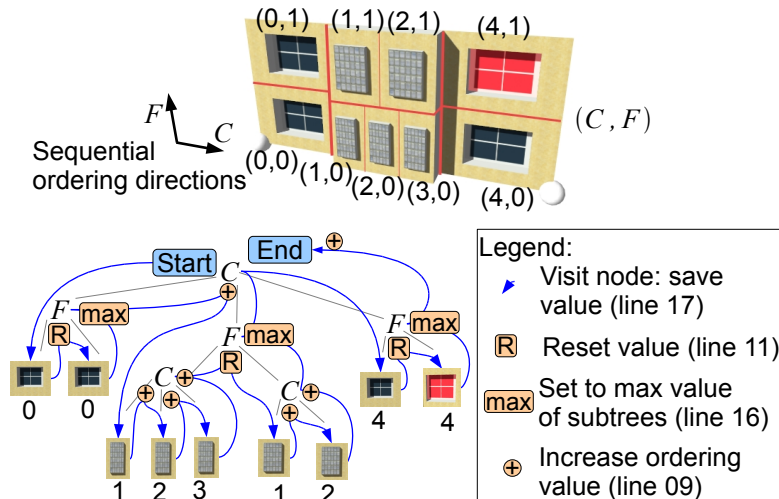 (0,1)
(1,1)
(2,1)
(4,1)
F
C
(C, F)
Sequential
ordering directions
(0,0)
(1,0)
(2,0)
(3,0)
(4,0)
Start
End
+
C
+
F
max
R
F
max
R
F
max
R
C
+
+
+
C
+
+
0
0
4
4
1
2
3
1
2
Legend:
Visit node: save
value (line 17)
R Reset value (line 11)
max Set to max value
of subtrees (line 16)
+ Increase ordering
value (line 09)